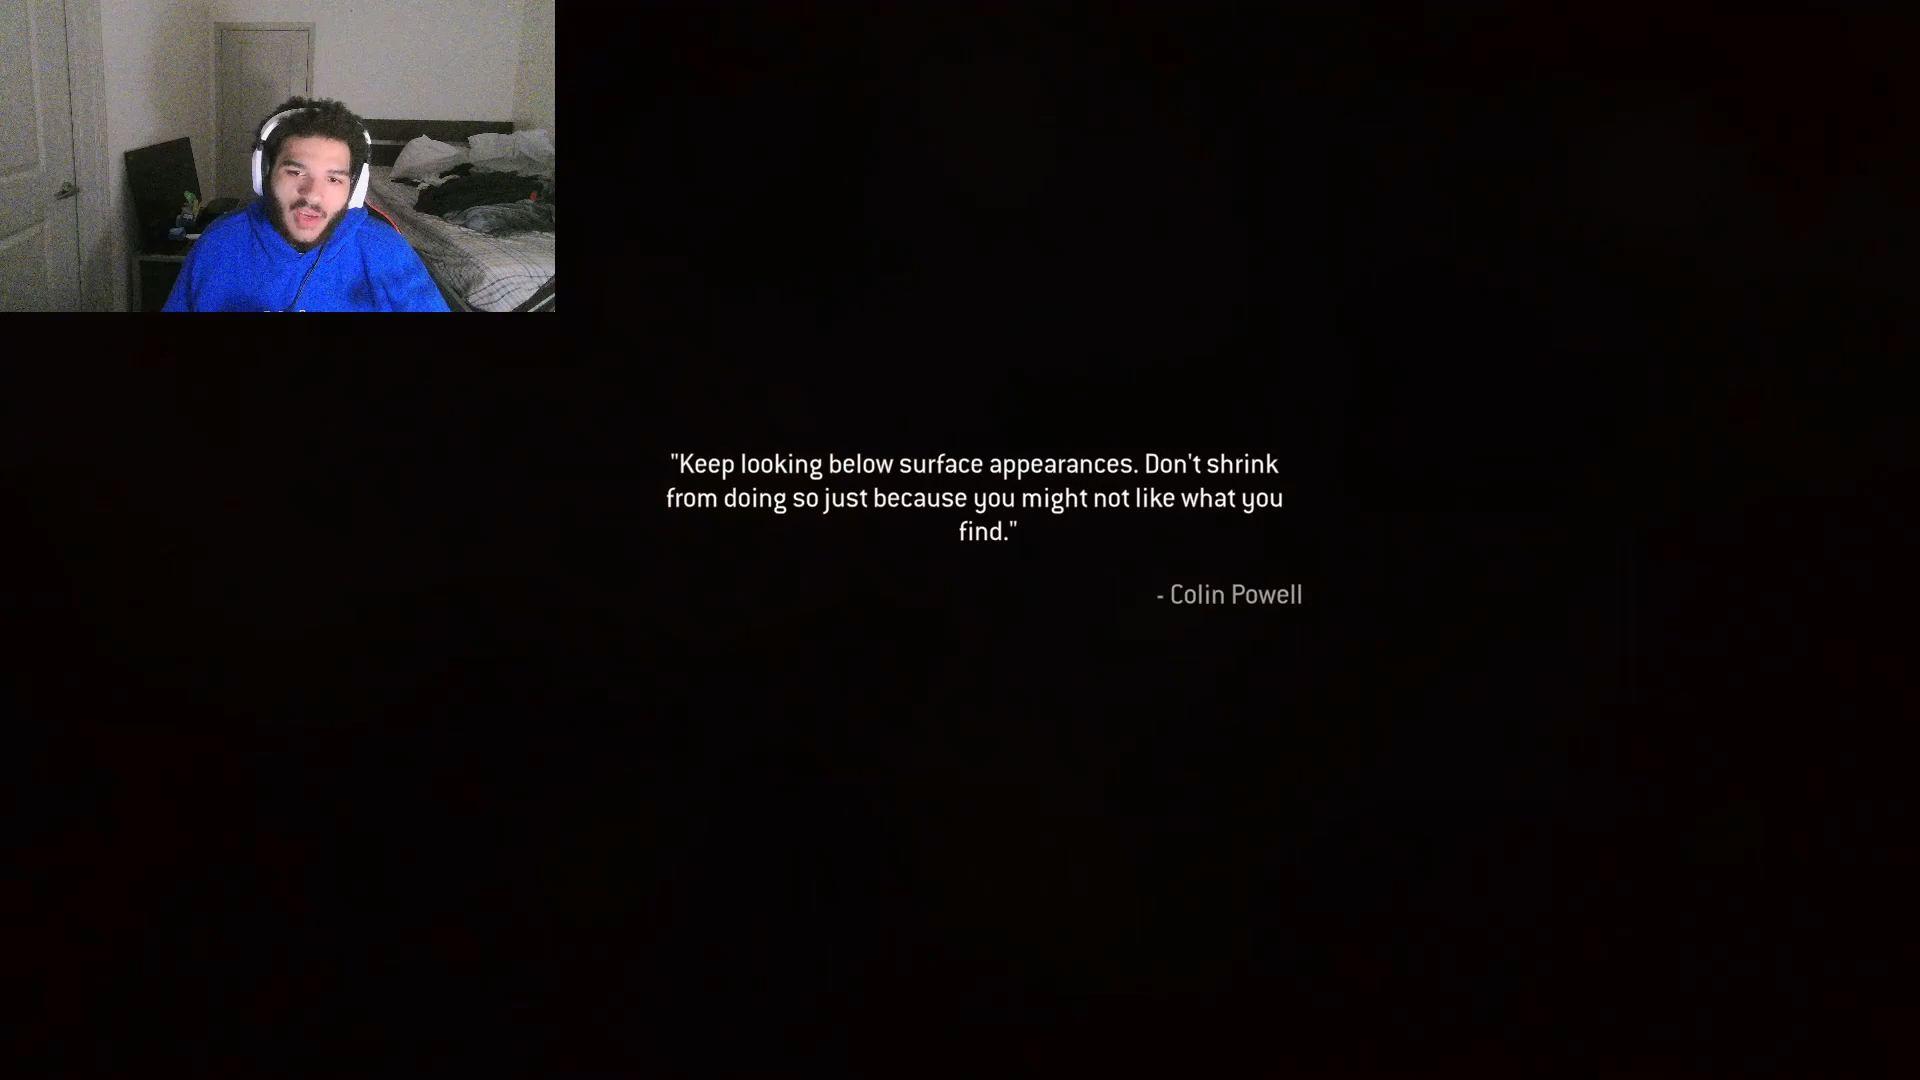 "Keep looking below surface appearances. Don't shrink
from doing so just because you might not like what you
find."
- Colin Powell